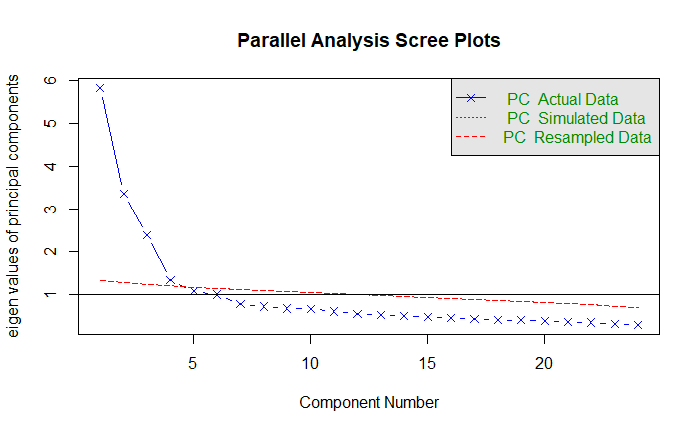 Parallel Analysis Scree Plots
eigen values of principal components
6
5
4
3
2
1
PC Actual Data
PC Simulated Data
PC Resampled Data
5
10
15
20
Component Number